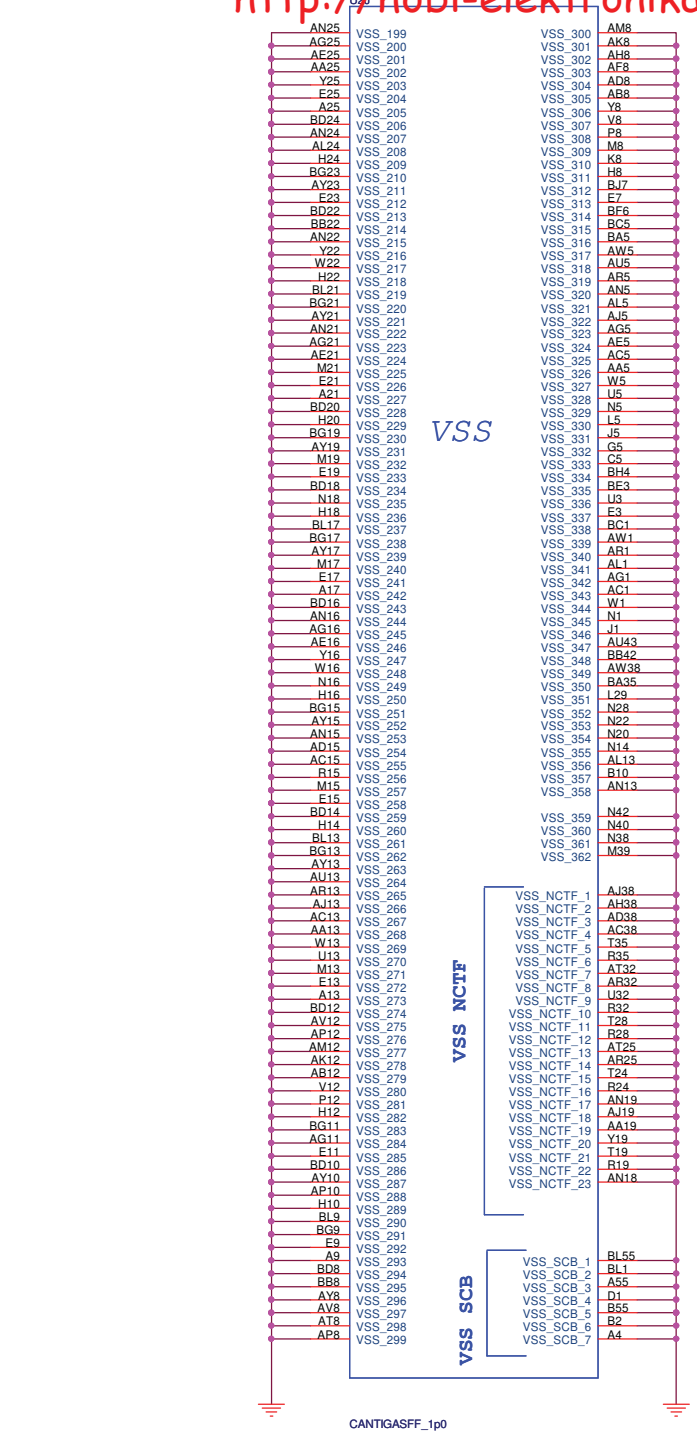 http://hobi-elektronika
AN25 VSS_199
AG25 VSS_200
AE25 VSS_201
AA25 VSS_202
Y25 VSS_203
E25 VSS_204
A25 VSS_205
BD24 VSS_206
AN24 VSS_207
AL24 VSS_208
H24 VSS_209
BG23 VSS_210
AY23 VSS_211
E23 VSS_212
BD22 VSS_213
BB22 VSS_214
AN22 VSS_215
Y22 VSS_216
W22 VSS_217
H22 VSS_218
BL21 VSS_219
BG21 VSS_220
AY21 VSS_221
AN21 VSS_222
AG21 VSS_223
AE21 VSS_224
M21 VSS_225
E21 VSS_226
A21 VSS_227
BD20 VSS_228
H20 VSS_229
BG19 VSS_230
AY19 VSS_231
M19 VSS_232
E19 VSS_233
BD18 VSS_234
N18 VSS_235
H18 VSS_236
BL17 VSS_237
BG17 VSS_238
AY17 VSS_239
M17 VSS_240
E17 VSS_241
A17 VSS_242
BD16 VSS_243
AN16 VSS_244
AG16 VSS_245
AE16 VSS_246
Y16 VSS_247
W16 VSS_248
N16 VSS_249
H16 VSS_250
BG15 VSS_251
AY15 VSS_252
AN15 VSS_253
AD15 VSS_254
AC15 VSS_255
R15 VSS_256
M15 VSS_257
E15 VSS_258
BD14 VSS_259
H14 VSS_260
BL13 VSS_261
BG13 VSS_262
AY13 VSS_263
AU13 VSS_264
AR13 VSS_265
AJ13 VSS_266
AC13 VSS_267
AA13 VSS_268
W13 VSS_269
U13 VSS_270
M13 VSS_271
E13 VSS_272
A13 VSS_273
BD12 VSS_274
AV12 VSS_275
AP12 VSS_276
AM12 VSS_277
AK12 VSS_278
AB12 VSS_279
V12 VSS_280
P12 VSS_281
H12 VSS_282
BG11 VSS_283
AG11 VSS_284
E11 VSS_285
BD10 VSS_286
AY10 VSS_287
AP10 VSS_288
H10 VSS_289
BL9 VSS_290
BG9 VSS_291
E9 VSS_292
A9 VSS_293
BD8 VSS_294
BB8 VSS_295
AY8 VSS_296
AV8 VSS_297
AT8 VSS_298
AP8 VSS_299
VSS
VSS_300 AM8
VSS_301 AK8
VSS_302 AH8
VSS_303 AF8
VSS_304 AD8
VSS_305 AB8
VSS_306 Y8
VSS_307 V8
VSS_308 P8
VSS_309 M8
VSS_310 K8
VSS_311 H8
VSS_312 BJ7
VSS_313 E7
VSS_314 BF6
VSS_315 BC5
VSS_316 BA5
VSS_317 AW5
VSS_318 AU5
VSS_319 AR5
VSS_320 AN5
VSS_321 AL5
VSS_322 AJ5
VSS_323 AG5
VSS_324 AE5
VSS_325 AC5
VSS_326 AA5
VSS_327 W5
VSS_328 U5
VSS_329 N5
VSS_330 L5
VSS_331 J5
VSS_332 G5
VSS_333 C5
VSS_334 BH4
VSS_335 BE3
VSS_336 U3
VSS_337 E3
VSS_338 BC1
VSS_339 AW1
VSS_340 AR1
VSS_341 AL1
VSS_342 AG1
VSS_343 AC1
VSS_344 W1
VSS_345 N1
VSS_346 J1
VSS_347 AU43
VSS_348 BB42
VSS_349 AW38
VSS_350 BA35
VSS_351 L29
VSS_352 N28
VSS_353 N22
VSS_354 N20
VSS_355 N14
VSS_356 AL13
VSS_357 B10
VSS_358 AN13
VSS_359 N42
VSS_360 N40
VSS_361 N38
VSS_362 M39
VSS NCTF
VSS_NCTF_1 AJ38
VSS_NCTF_2 AH38
VSS_NCTF_3 AD38
VSS_NCTF_4 AC38
VSS_NCTF_5 T35
VSS_NCTF_6 R35
VSS_NCTF_7 AT32
VSS_NCTF_8 AR32
VSS_NCTF_9 U32
VSS_NCTF_10 R32
VSS_NCTF_11 T28
VSS_NCTF_12 R28
VSS_NCTF_13 AT25
VSS_NCTF_14 AR25
VSS_NCTF_15 T24
VSS_NCTF_16 R24
VSS_NCTF_17 AN19
VSS_NCTF_18 AJ19
VSS_NCTF_19 AA19
VSS_NCTF_20 Y19
VSS_NCTF_21 T19
VSS_NCTF_22 R19
VSS_NCTF_23 AN18
VSS SCB
VSS_SCB_1 BL55
VSS_SCB_2 BL1
VSS_SCB_3 A55
VSS_SCB_4 D1
VSS_SCB_5 B55
VSS_SCB_6 B2
VSS_SCB_7 A4
CANTIGASFF_1p0